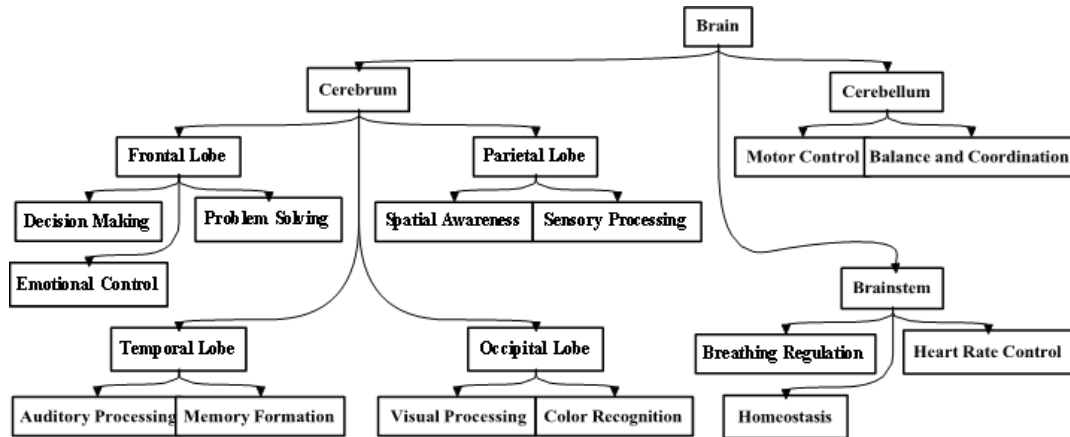 Brain
Cerebrum
Cerebellum
Frontal Lobe
Parietal Lobe
Motor Control
Balance and Coordination
Decision Making
Problem Solving
Spatial Awareness
Sensory Processing
Emotional Control
Brainstem
Temporal Lobe
Occipital Lobe
Breathing Regulation
Heart Rate Control
Auditory Processing
Memory Formation
Visual Processing
Color Recognition
Homeostasis